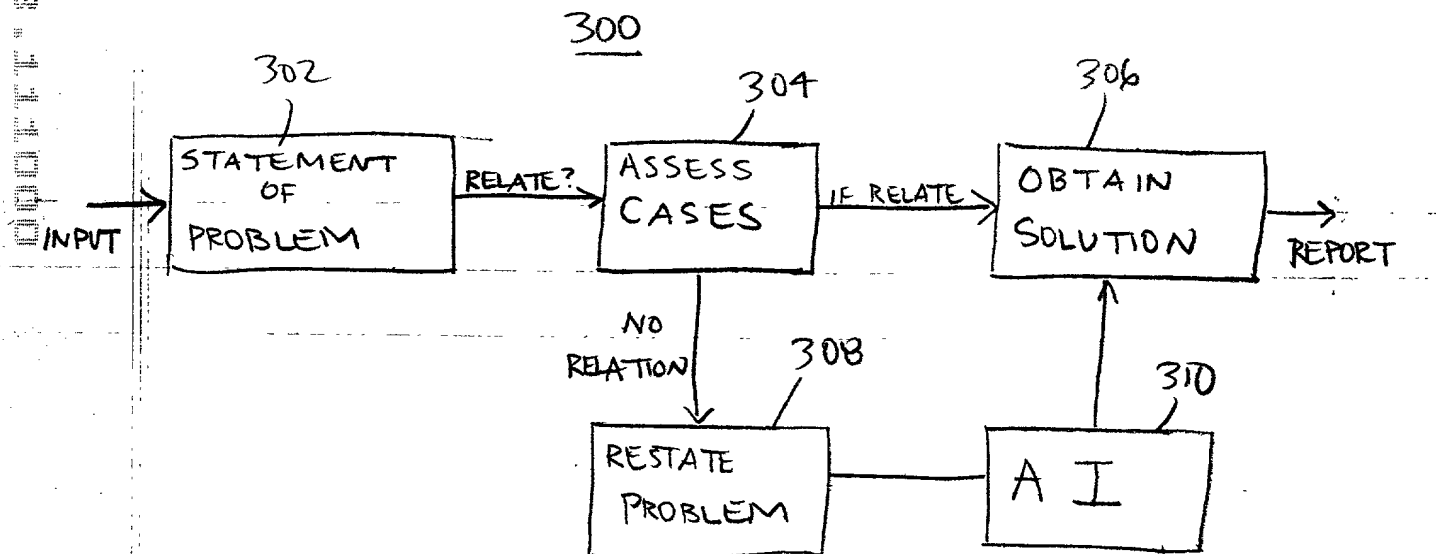 300
302
304
306
STATEMENT
OF
PROBLEM
RELATE?
ASSESS
CASES
IF RELATE
OBTAIN
SOLUTION
INPUT
REPORT
NO
RELATION
308
310
RESTATE
PROBLEM
A I